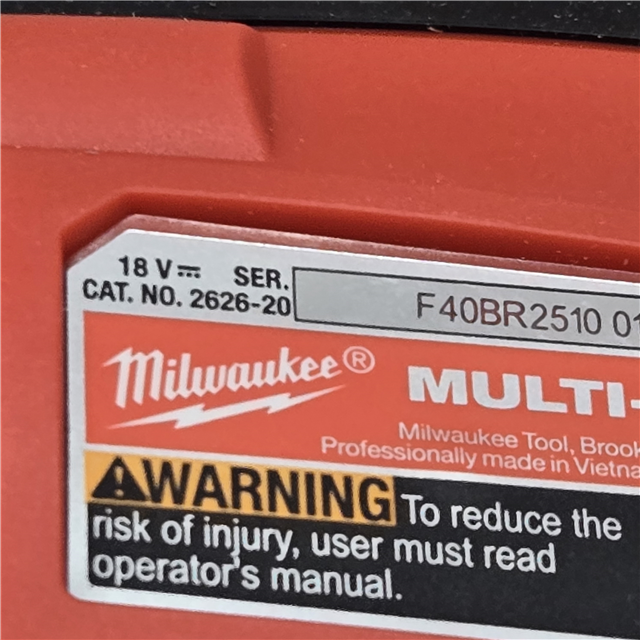 18 V⎓ SER. F40BR2510 01
CAT. NO. 2626-20
Milwaukee® MULTI-
Milwaukee Tool, Brook
Professionally made in Vietna
⚠WARNING To reduce the
risk of injury, user must read
operator's manual.